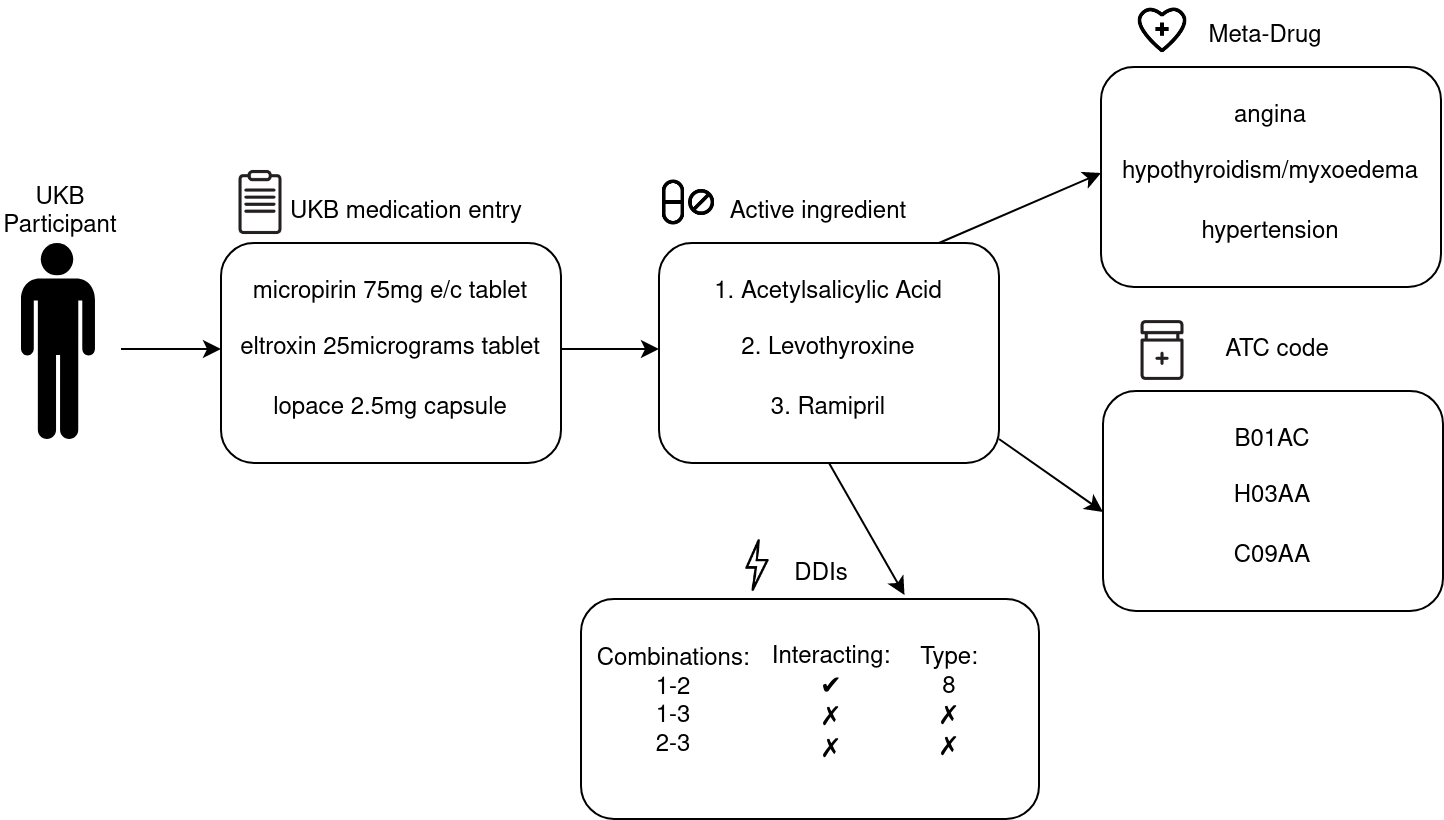 UKB
Participant
UKB medication entry
micropirin 75mg e/c tablet
eltroxin 25micrograms tablet
lopace 2.5mg capsule
Active ingredient
1. Acetylsalicylic Acid
2. Levothyroxine
3. Ramipril
Meta-Drug
angina
hypothyroidism/myxoedema
hypertension
ATC code
B01AC
H03AA
C09AA
DDIs
Combinations: Interacting: Type:
1-2 ✔ 8
1-3 ✗ ✗
2-3 ✗ ✗